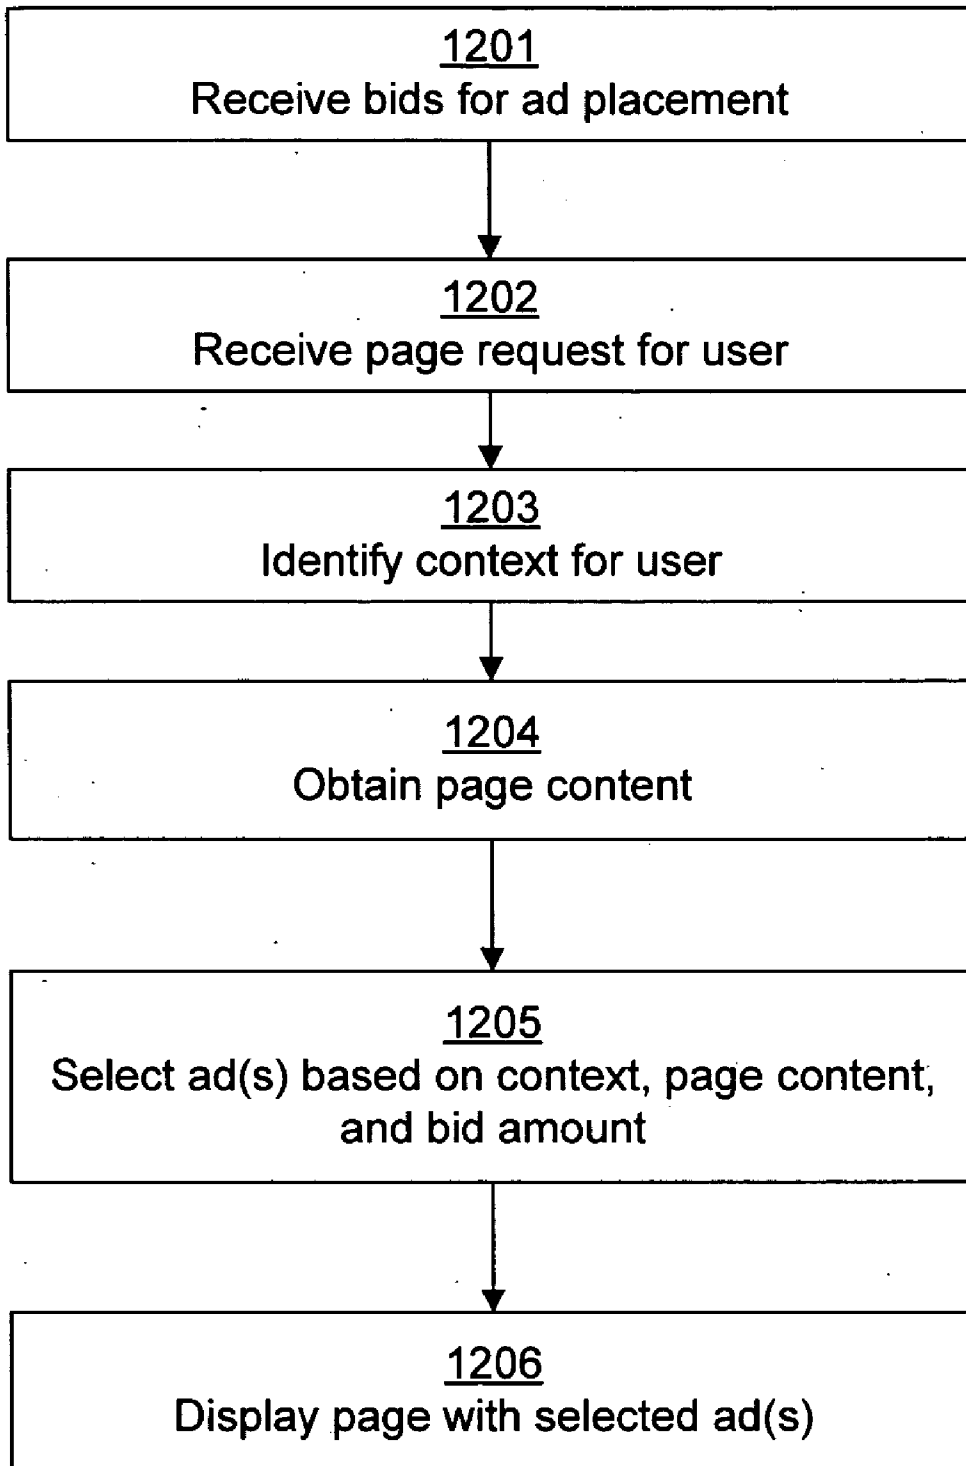 1201
Receive bids for ad placement
1202
Receive page request for user
1203
Identify context for user
1204
Obtain page content
1205
Select ad(s) based on context, page content,
and bid amount
1206
Display page with selected ad(s)